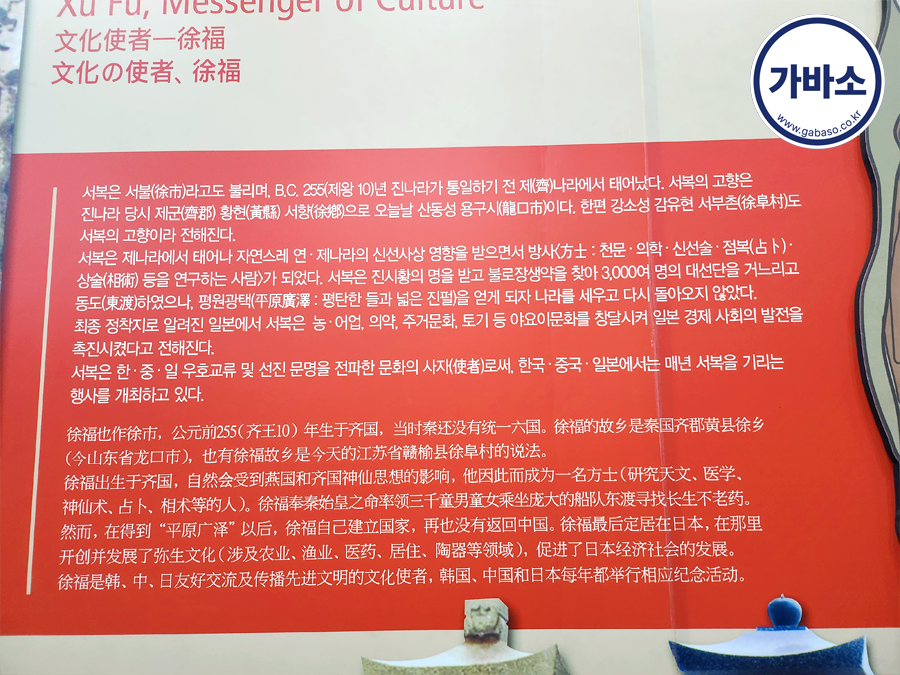 Xu Fu, Messenger of Culture
文化使者—徐福
文化の使者、徐福
가바소
www.gabaso.co.kr
서복은 서불(徐市)라고도 불리며, B.C. 255(제왕 10)년 진나라가 통일하기 전 제(齊)나라에서 태어났다. 서복의 고향은
진나라 당시 제군(齊郡) 황현(黃縣) 서향(徐鄕)으로 오늘날 산동성 용구시(龍口市)이다. 한편 강소성 감유현 서부촌(徐阜村)도
서복의 고향이라 전해진다.
서복은 제나라에서 태어나 자연스레 연·제나라의 신선사상 영향을 받으면서 방사(方士 : 천문·의학·신선술·점복(占卜)·
상술(相術) 등을 연구하는 사람)가 되었다. 서복은 진시황의 명을 받고 불로장생약을 찾아 3,000여 명의 대선단을 거느리고
동도(東渡)하였으나, 평원광택(平原廣澤 : 평탄한 들과 넓은 진펄)을 얻게 되자 나라를 세우고 다시 돌아오지 않았다.
최종 정착지로 알려진 일본에서 서복은 농·어업, 의약, 주거문화, 토기 등 야요이문화를 창달시켜 일본 경제 사회의 발전을
촉진시켰다고 전해진다.
서복은 한·중·일 우호교류 및 선진 문명을 전파한 문화의 사자(使者)로써, 한국·중국·일본에서는 매년 서복을 기리는
행사를 개최하고 있다.
徐福也作徐市，公元前255（齐王10）年生于齐国，当时秦还没有统一六国。徐福的故乡是秦国齐郡黄县徐乡
（今山东省龙口市），也有徐福故乡是今天的江苏省赣榆县徐阜村的说法。
徐福出生于齐国，自然会受到燕国和齐国神仙思想的影响，他因此而成为一名方士（研究天文、医学、
神仙术、占卜、相术等的人）。徐福奉秦始皇之命率领三千童男童女乘坐庞大的船队东渡寻找长生不老药。
然而，在得到“平原广泽”以后，徐福自己建立国家，再也没有返回中国。徐福最后定居在日本，在那里
开创并发展了弥生文化（涉及农业、渔业、医药、居住、陶器等领域），促进了日本经济社会的发展。
徐福是韩、中、日友好交流及传播先进文明的文化使者，韩国、中国和日本每年都举行相应纪念活动。